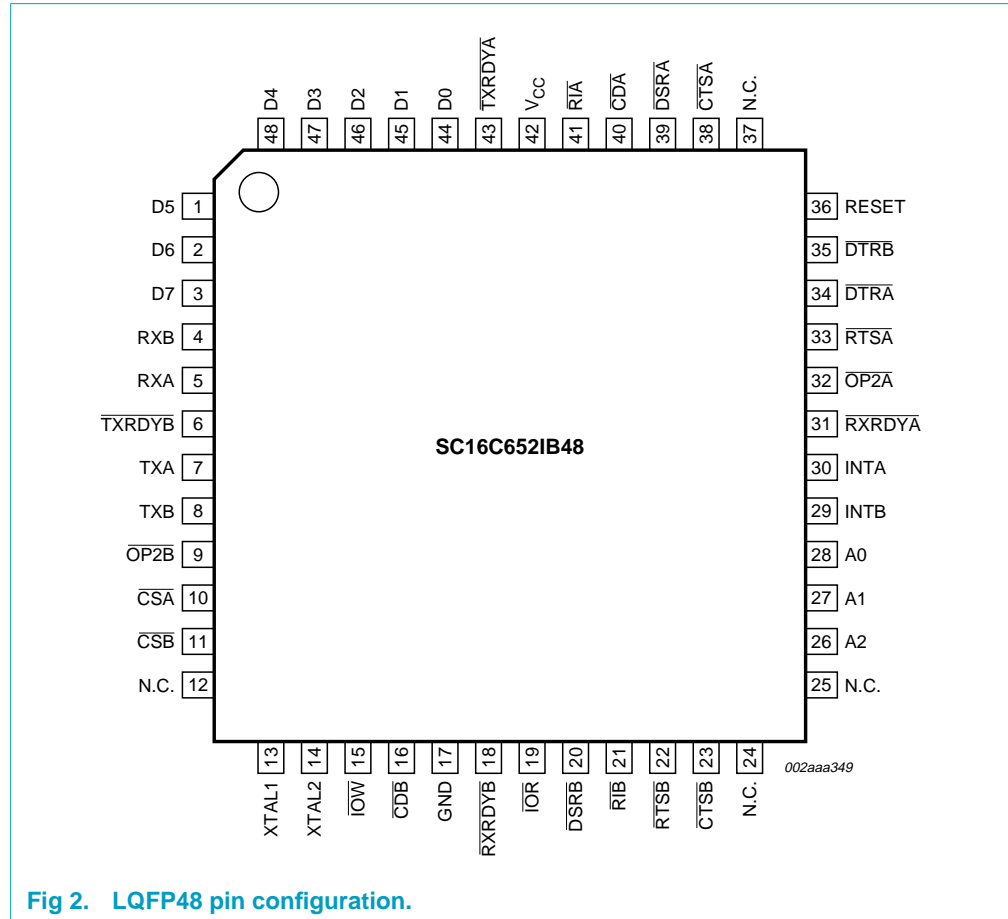 D4 D3 D2 D1 D0 TXRDYA VCC RIA CDA DSRA CTSA N.C.
48 47 46 45 44 43 42 41 40 39 38 37
D5 1 36 RESET
D6 2 35 DTRB
D7 3 34 DTRA
RXB 4 33 RTSA
RXA 5 32 OP2A
TXRDYB 6 31 RXRDYA
SC16C652IB48
TXA 7 30 INTA
TXB 8 29 INTB
OP2B 9 28 A0
CSA 10 27 A1
CSB 11 26 A2
N.C. 12 25 N.C.
13 14 15 16 17 18 19 20 21 22 23 24
002aaa349
XTAL1 XTAL2 IOW CDB GND RXRDYB IOR DSRB RIB RTSB CTSB N.C.
Fig 2. LQFP48 pin configuration.